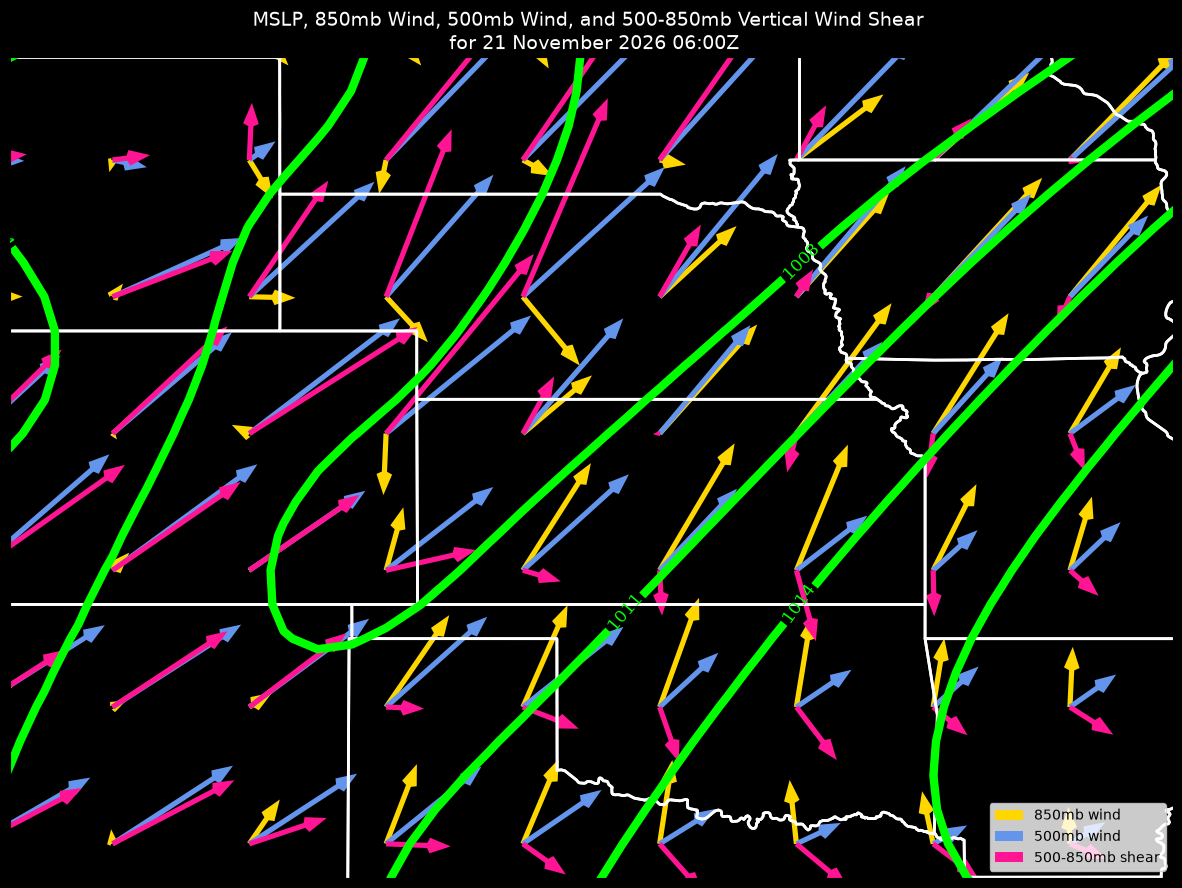 MSLP, 850mb Wind, 500mb Wind, and 500-850mb Vertical Wind Shear
for 21 November 2026 06:00Z
1008
1011
1014
850mb wind
500mb wind
500-850mb shear